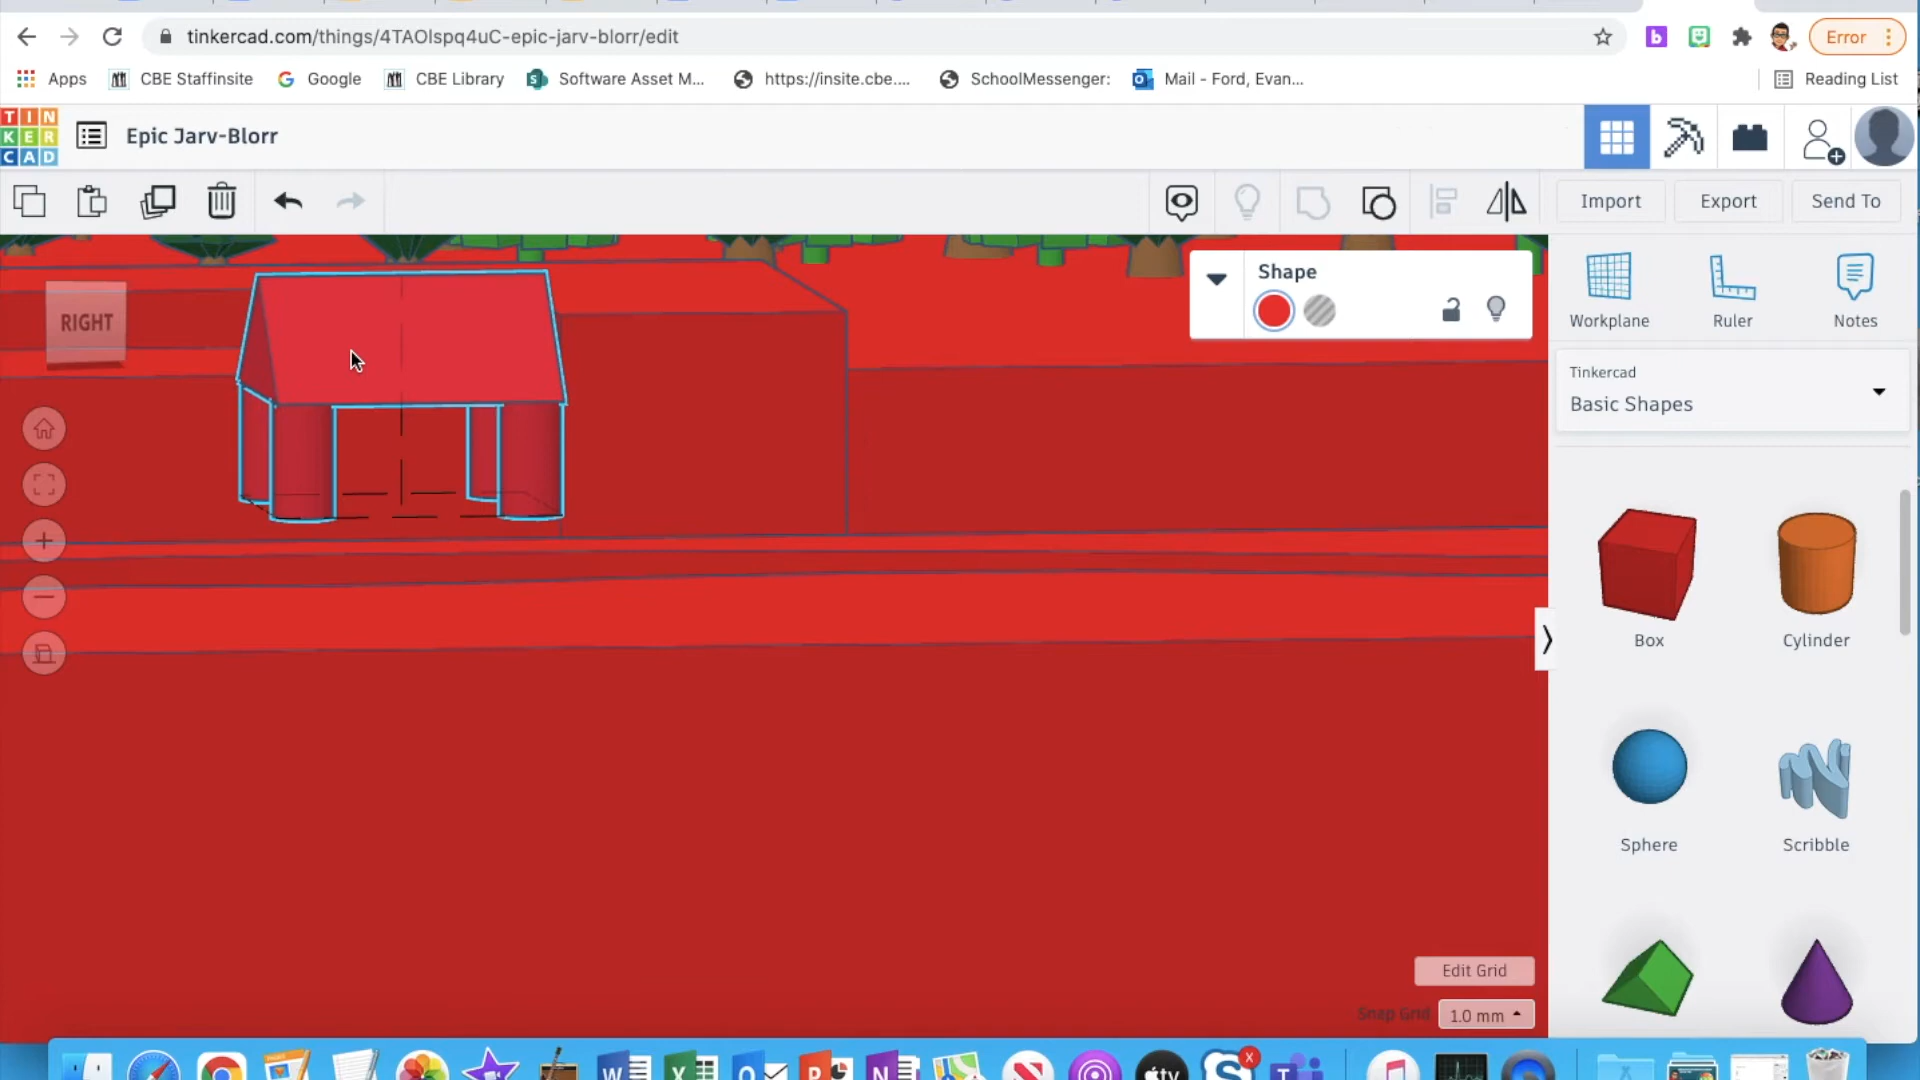 tinkercad.com/things/4TAOIspq4uC-epic-jarv-blorr/edit
Error
Apps CBE Staffinsite Google CBE Library Software Asset M... https://insite.cbe.... SchoolMessenger: Mail - Ford, Evan... Reading List
TIN
KER
CAD
Epic Jarv-Blorr
Import Export Send To
Shape
RIGHT
Workplane Ruler Notes
Tinkercad
Basic Shapes
Box Cylinder
Sphere Scribble
Edit Grid
Snap Grid 1.0 mm
tv